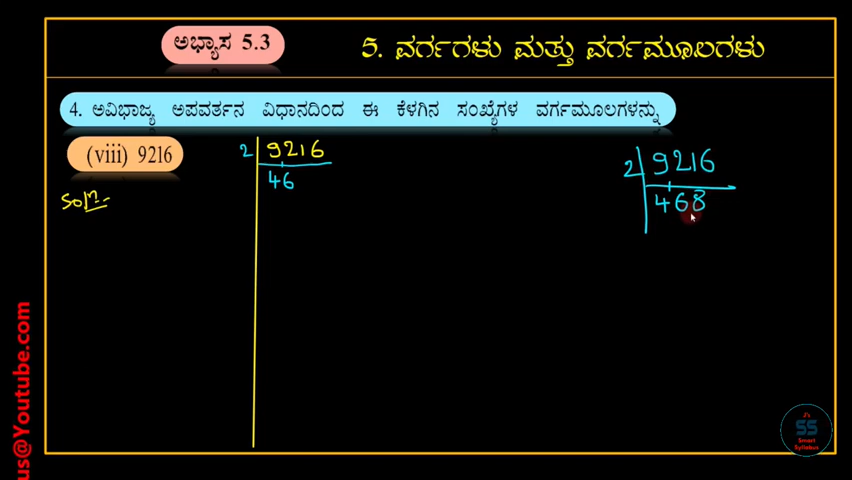 ಅಭ್ಯಾಸ 5.3
5. ವರ್ಗಗಳು ಮತ್ತು ವರ್ಗಮೂಲಗಳು
4. ಅವಿಭಾಜ್ಯ ಅಪವರ್ತನ ವಿಧಾನದಿಂದ ಈ ಕೆಳಗಿನ ಸಂಖ್ಯೆಗಳ ವರ್ಗಮೂಲಗಳನ್ನು
(viii) 9216
Solⁿ:-
2 9216
46
2 9216
468
us@Youtube.com
J's
SS
Smart
Syllabus